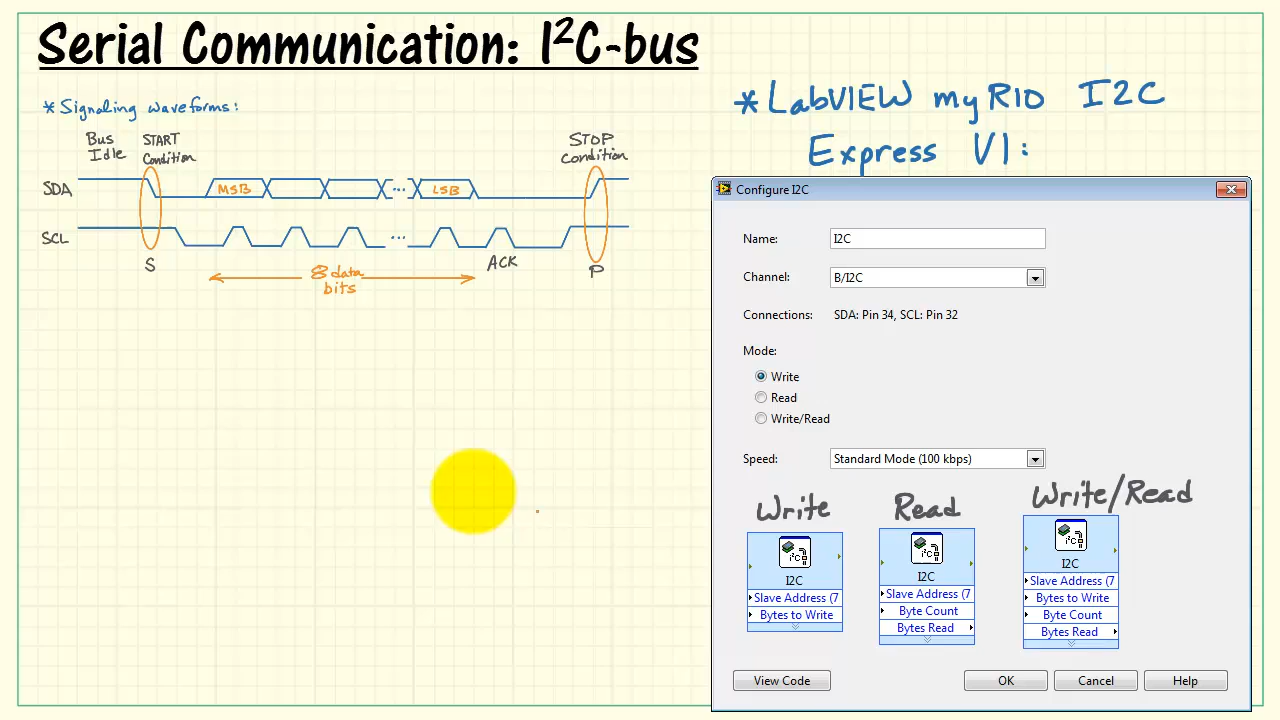 Serial Communication: I²C-bus
*Signaling waveforms:
Bus Idle
START Condition
STOP Condition
SDA
MSB
...
LSB
SCL
...
S
8 data bits
ACK
P
*LabVIEW myRIO I2C
Express VI:
Configure I2C
Name: I2C
Channel: B/I2C
Connections: SDA: Pin 34, SCL: Pin 32
Mode:
Write
Read
Write/Read
Speed: Standard Mode (100 kbps)
Write
I²C
I2C
Slave Address (7
Bytes to Write
Read
I²C
I2C
Slave Address (7
Byte Count
Bytes Read
Write/Read
I²C
I2C
Slave Address (7
Bytes to Write
Byte Count
Bytes Read
View Code
OK
Cancel
Help